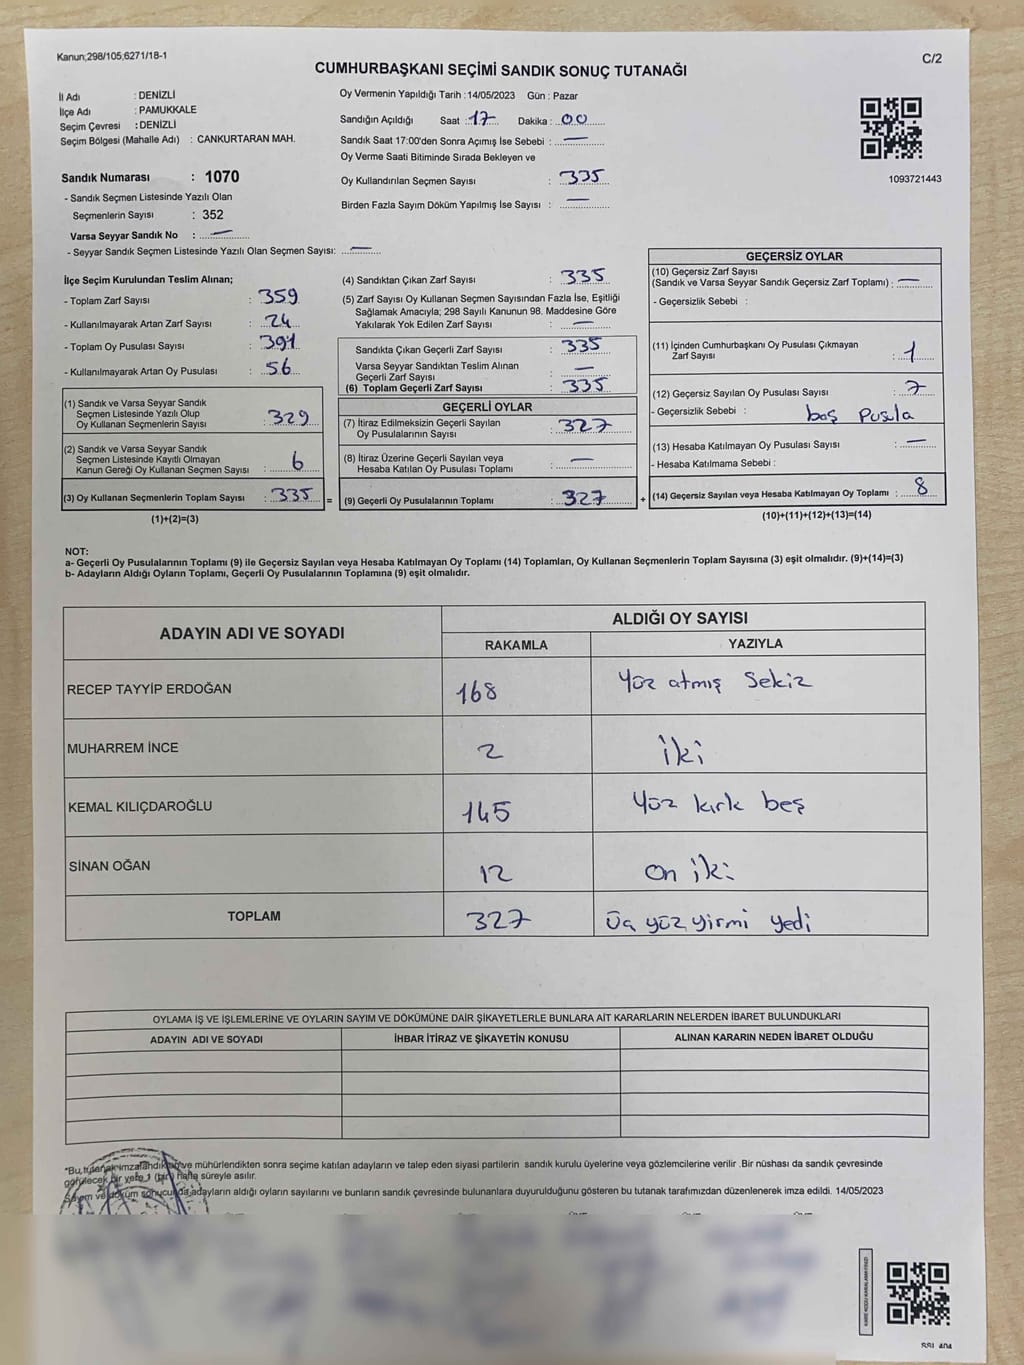 Kanun;298/105;6271/18-1
C/2
CUMHURBAŞKANI SEÇİMİ SANDIK SONUÇ TUTANAĞI
İl Adı : DENİZLİ
İlçe Adı : PAMUKKALE
Seçim Çevresi : DENİZLİ
Seçim Bölgesi (Mahalle Adı) : CANKURTARAN MAH.
Sandık Numarası : 1070
- Sandık Seçmen Listesinde Yazılı Olan
Seçmenlerin Sayısı : 352
Varsa Seyyar Sandık No : —
- Seyyar Sandık Seçmen Listesinde Yazılı Olan Seçmen Sayısı: —
Oy Vermenin Yapıldığı Tarih : 14/05/2023 Gün : Pazar
Sandığın Açıldığı Saat : 17 Dakika : 00
Sandık Saat 17:00'den Sonra Açımış İse Sebebi : —
Oy Verme Saati Bitiminde Sırada Bekleyen ve
Oy Kullandırılan Seçmen Sayısı : 335
Birden Fazla Sayım Döküm Yapılmış İse Sayısı : —
1093721443
İlçe Seçim Kurulundan Teslim Alınan;
- Toplam Zarf Sayısı : 359
- Kullanılmayarak Artan Zarf Sayısı : 24
- Toplam Oy Pusulası Sayısı : 391
- Kullanılmayarak Artan Oy Pusulası : 56
(1) Sandık ve Varsa Seyyar Sandık
Seçmen Listesinde Yazılı Olup
Oy Kullanan Seçmenlerin Sayısı : 329
(2) Sandık ve Varsa Seyyar Sandık
Seçmen Listesinde Kayıtlı Olmayan
Kanun Gereği Oy Kullanan Seçmen Sayısı : 6
(3) Oy Kullanan Seçmenlerin Toplam Sayısı : 335
(1)+(2)=(3)
=
(4) Sandıktan Çıkan Zarf Sayısı : 335
(5) Zarf Sayısı Oy Kullanan Seçmen Sayısından Fazla İse, Eşitliği
Sağlamak Amacıyla; 298 Sayılı Kanunun 98. Maddesine Göre
Yakılarak Yok Edilen Zarf Sayısı : —
Sandıkta Çıkan Geçerli Zarf Sayısı : 335
Varsa Seyyar Sandıktan Teslim Alınan
Geçerli Zarf Sayısı : —
(6) Toplam Geçerli Zarf Sayısı : 335
GEÇERLİ OYLAR
(7) İtiraz Edilmeksizin Geçerli Sayılan
Oy Pusulalarının Sayısı : 327
(8) İtiraz Üzerine Geçerli Sayılan veya
Hesaba Katılan Oy Pusulası Toplamı : —
(9) Geçerli Oy Pusulalarının Toplamı : 327
+
GEÇERSİZ OYLAR
(10) Geçersiz Zarf Sayısı
(Sandık ve Varsa Seyyar Sandık Geçersiz Zarf Toplamı) : —
- Geçersizlik Sebebi :
(11) İçinden Cumhurbaşkanı Oy Pusulası Çıkmayan
Zarf Sayısı : 1
(12) Geçersiz Sayılan Oy Pusulası Sayısı : 7
- Geçersizlik Sebebi : boş Pusula
(13) Hesaba Katılmayan Oy Pusulası Sayısı : —
- Hesaba Katılmama Sebebi :
(14) Geçersiz Sayılan veya Hesaba Katılmayan Oy Toplamı : 8
(10)+(11)+(12)+(13)=(14)
NOT:
a- Geçerli Oy Pusulalarının Toplamı (9) ile Geçersiz Sayılan veya Hesaba Katılmayan Oy Toplamı (14) Toplamları, Oy Kullanan Seçmenlerin Toplam Sayısına (3) eşit olmalıdır. (9)+(14)=(3)
b- Adayların Aldığı Oyların Toplamı, Geçerli Oy Pusulalarının Toplamına (9) eşit olmalıdır.
ADAYIN ADI VE SOYADI
ALDIĞI OY SAYISI
RAKAMLA YAZIYLA
RECEP TAYYİP ERDOĞAN 168 Yüz atmış Sekiz
MUHARREM İNCE 2 İki
KEMAL KILIÇDAROĞLU 145 Yüz kırk beş
SİNAN OĞAN 12 on iki
TOPLAM 327 Üç yüz yirmi yedi
OYLAMA İŞ VE İŞLEMLERİNE VE OYLARIN SAYIM VE DÖKÜMÜNE DAİR ŞİKAYETLERLE BUNLARA AİT KARARLARIN NELERDEN İBARET BULUNDUKLARI
ADAYIN ADI VE SOYADI İHBAR İTİRAZ VE ŞİKAYETİN KONUSU ALINAN KARARIN NEDEN İBARET OLDUĞU
*Bu, tutanak imzalandıktan ve mühürlendikten sonra seçime katılan adayların ve talep eden siyasi partilerin sandık kurulu üyelerine veya gözlemcilerine verilir .Bir nüshası da sandık çevresinde
görülecek bir yere 1 (bir) hafta süreyle asılır.
Sayım ve döküm sonucunda adayların aldığı oyların sayılarını ve bunların sandık çevresinde bulunanlara duyurulduğunu gösteren bu tutanak tarafımızdan düzenlenerek imza edildi. 14/05/2023